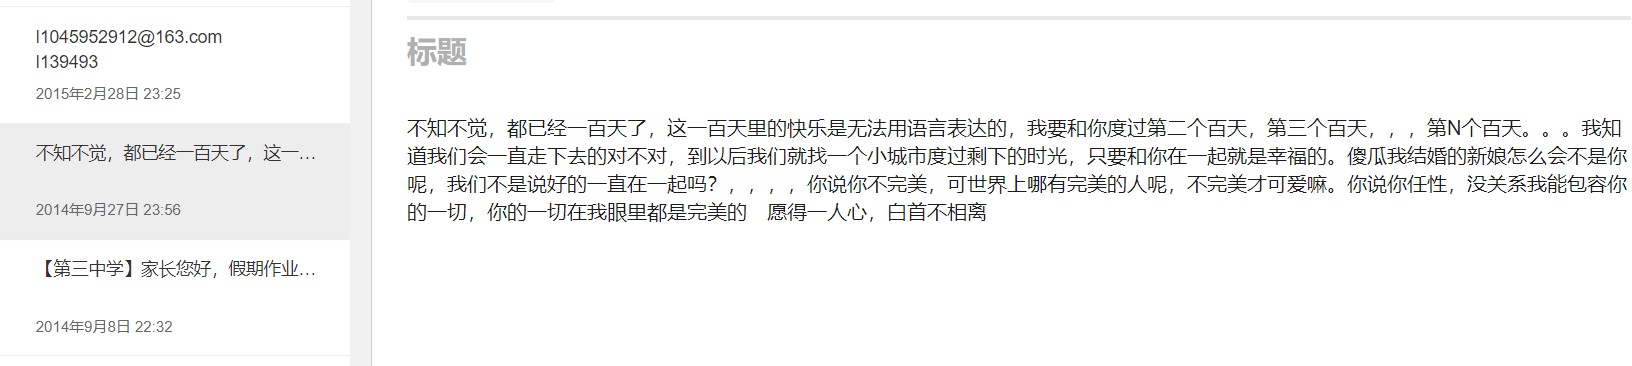 l1045952912@163.com
l139493
2015年2月28日 23:25
不知不觉，都已经一百天了，这一…
2014年9月27日 23:56
【第三中学】家长您好，假期作业…
2014年9月8日 22:32
标题
不知不觉，都已经一百天了，这一百天里的快乐是无法用语言表达的，我要和你度过第二个百天，第三个百天，，，第N个百天。。。我知
道我们会一直走下去的对不对，到以后我们就找一个小城市度过剩下的时光，只要和你在一起就是幸福的。傻瓜我结婚的新娘怎么会不是你
呢，我们不是说好的一直在一起吗？，，，，你说你不完美，可世界上哪有完美的人呢，不完美才可爱嘛。你说你任性，没关系我能包容你
的一切，你的一切在我眼里都是完美的　愿得一人心，白首不相离